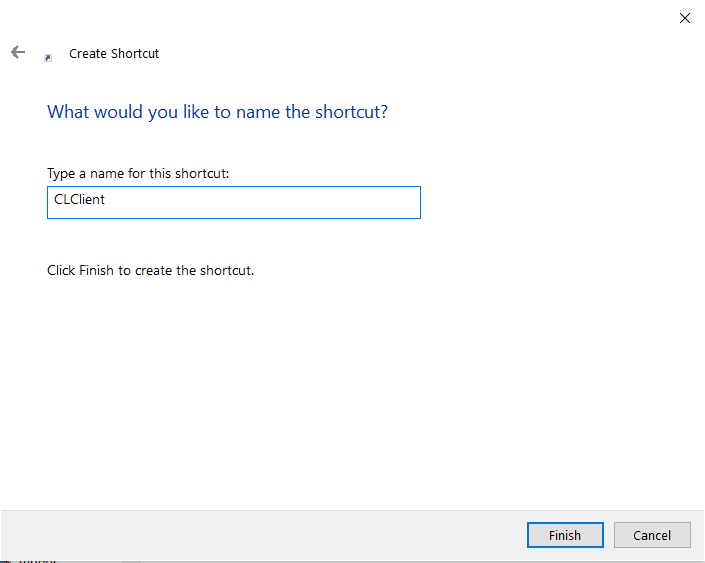 Create Shortcut
What would you like to name the shortcut?
Type a name for this shortcut:
CLClient
Click Finish to create the shortcut.
Finish
Cancel